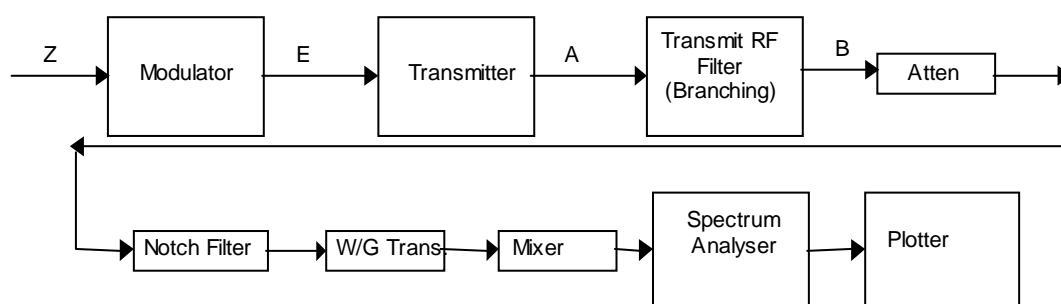 Z
Modulator
E
Transmitter
A
Transmit RF
Filter
(Branching)
B
Atten
Notch Filter
W/G Trans.
Mixer
Spectrum
Analyser
Plotter